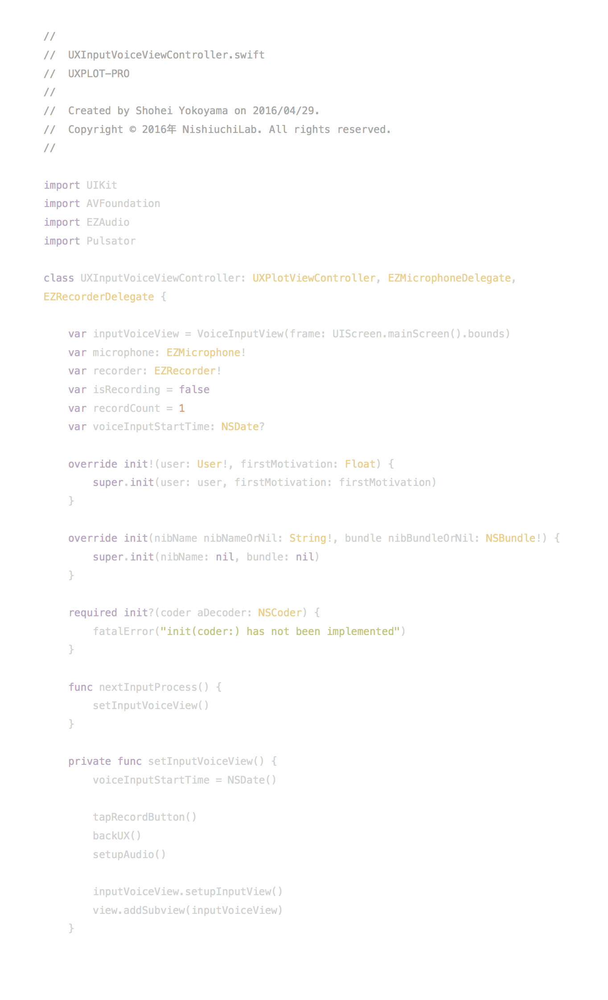 //
//  UXInputVoiceViewController.swift
//  UXPLOT-PRO
//
//  Created by Shohei Yokoyama on 2016/04/29.
//  Copyright © 2016年 NishiuchiLab. All rights reserved.
//

import UIKit
import AVFoundation
import EZAudio
import Pulsator

class UXInputVoiceViewController: UXPlotViewController, EZMicrophoneDelegate,
EZRecorderDelegate {

    var inputVoiceView = VoiceInputView(frame: UIScreen.mainScreen().bounds)
    var microphone: EZMicrophone!
    var recorder: EZRecorder!
    var isRecording = false
    var recordCount = 1
    var voiceInputStartTime: NSDate?

    override init!(user: User!, firstMotivation: Float) {
        super.init(user: user, firstMotivation: firstMotivation)
    }

    override init(nibName nibNameOrNil: String!, bundle nibBundleOrNil: NSBundle!) {
        super.init(nibName: nil, bundle: nil)
    }

    required init?(coder aDecoder: NSCoder) {
        fatalError("init(coder:) has not been implemented")
    }

    func nextInputProcess() {
        setInputVoiceView()
    }

    private func setInputVoiceView() {
        voiceInputStartTime = NSDate()

        tapRecordButton()
        backUX()
        setupAudio()

        inputVoiceView.setupInputView()
        view.addSubview(inputVoiceView)
    }